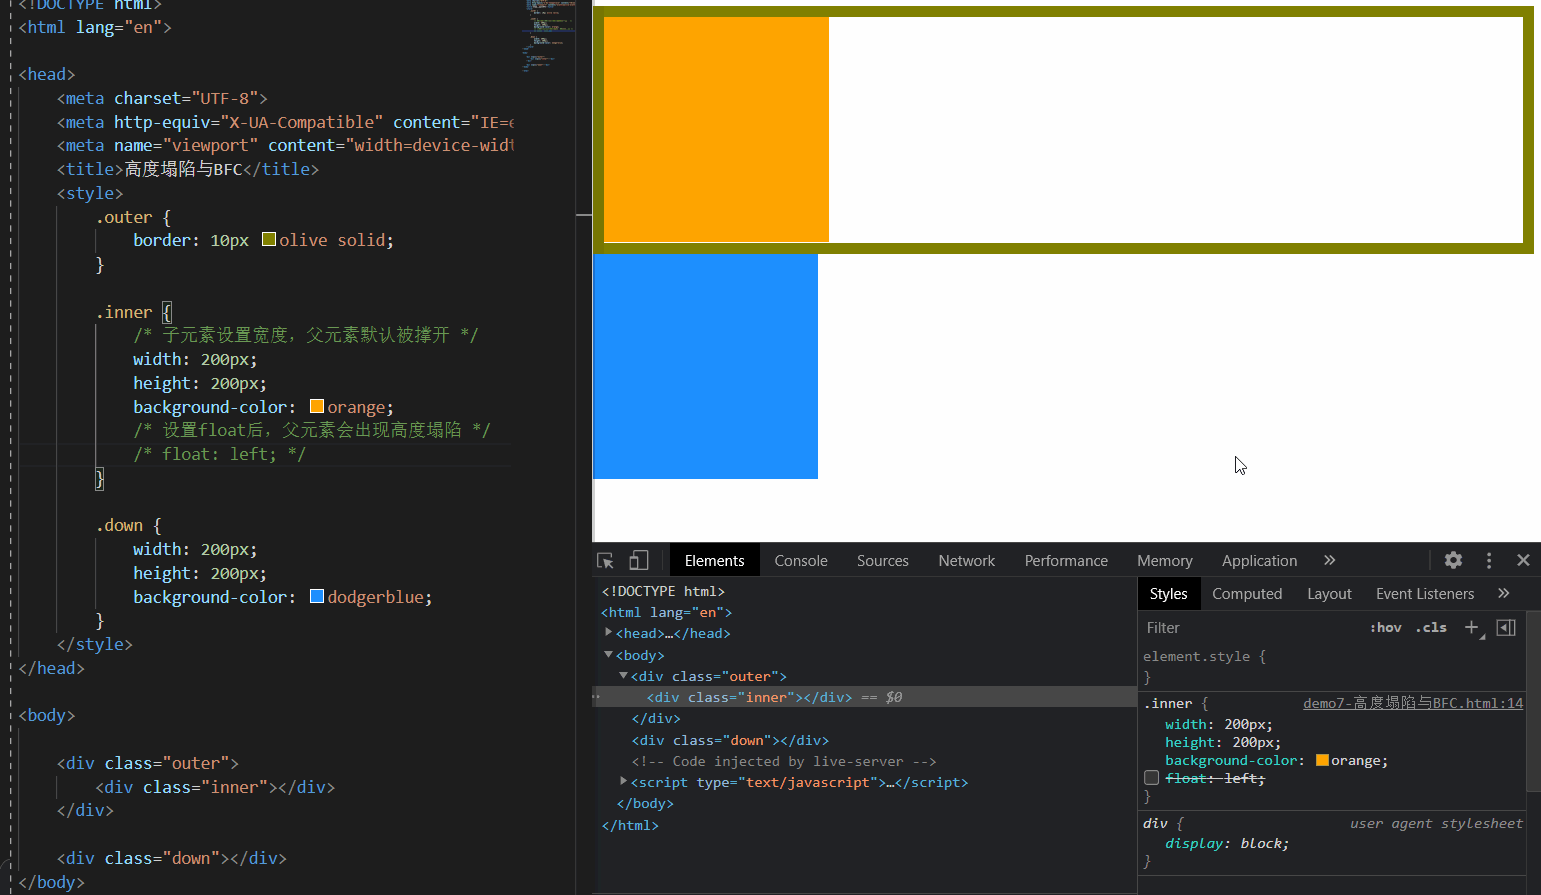 <!DOCTYPE html>
<html lang="en">
<head>
<meta charset="UTF-8">
<meta http-equiv="X-UA-Compatible" content="IE=
<meta name="viewport" content="width=device-widt
<title>高度塌陷与BFC</title>
<style>
.outer {
border: 10px olive solid;
}
.inner {
/* 子元素设置宽度，父元素默认被撑开 */
width: 200px;
height: 200px;
background-color: orange;
/* 设置float后，父元素会出现高度塌陷 */
/* float: left; */
}
.down {
width: 200px;
height: 200px;
background-color: dodgerblue;
}
</style>
</head>
<body>
<div class="outer">
<div class="inner"></div>
</div>
<div class="down"></div>
</body>
Elements Console Sources Network Performance Memory Application »
<!DOCTYPE html>
<html lang="en">
<head>…</head>
<body>
<div class="outer">
<div class="inner"></div> == $0
</div>
<div class="down"></div>
<!-- Code injected by live-server -->
<script type="text/javascript">…</script>
</body>
</html>
Styles Computed Layout Event Listeners »
Filter :hov .cls +
element.style {
}
.inner { demo7-高度塌陷与BFC.html:14
width: 200px;
height: 200px;
background-color: orange;
float: left;
}
div { user agent stylesheet
display: block;
}